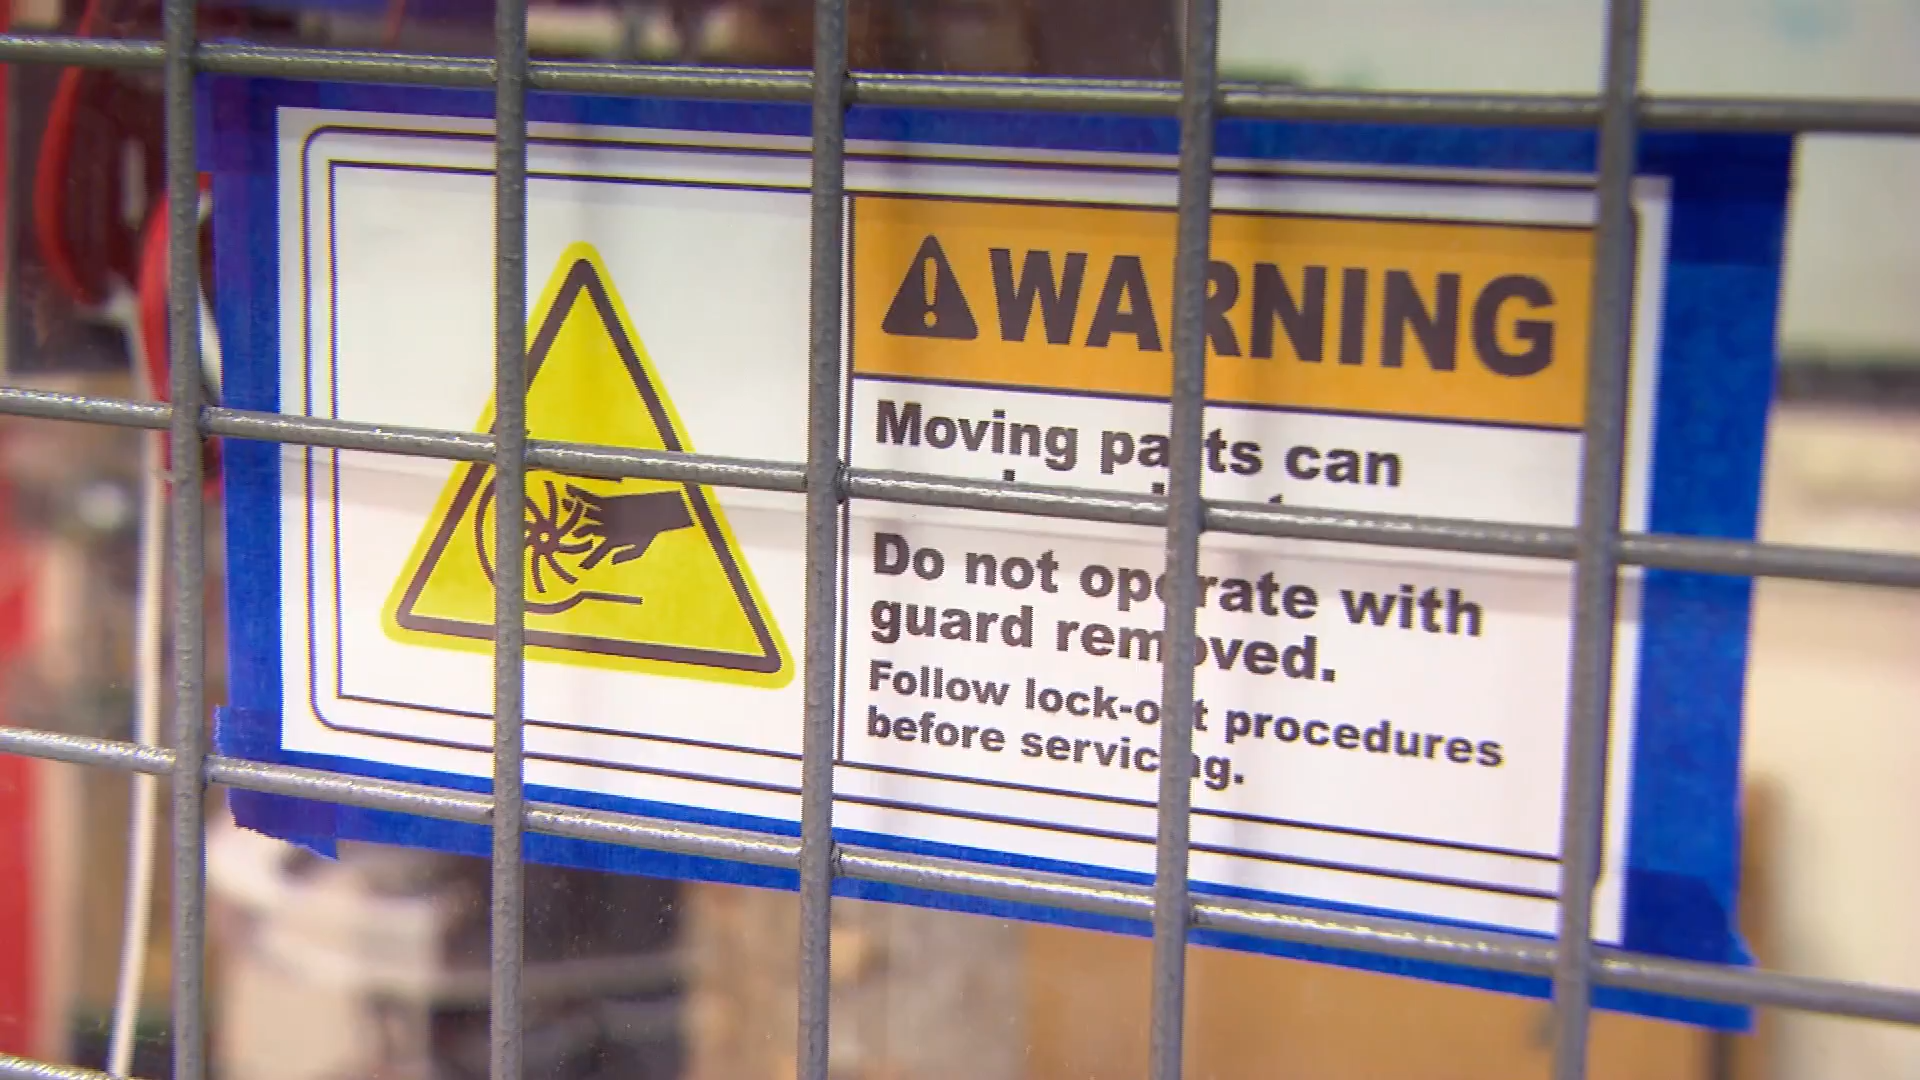 WARNING
Moving parts can
Do not operate with
guard removed.
Follow lock-out procedures
before servicing.